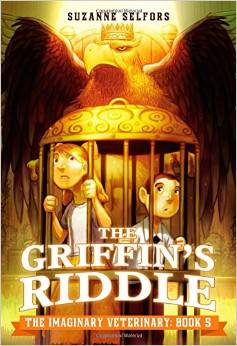 SUZANNE SELFORS
THE
GRIFFIN'S
RIDDLE
THE IMAGINARY VETERINARY: BOOK 5